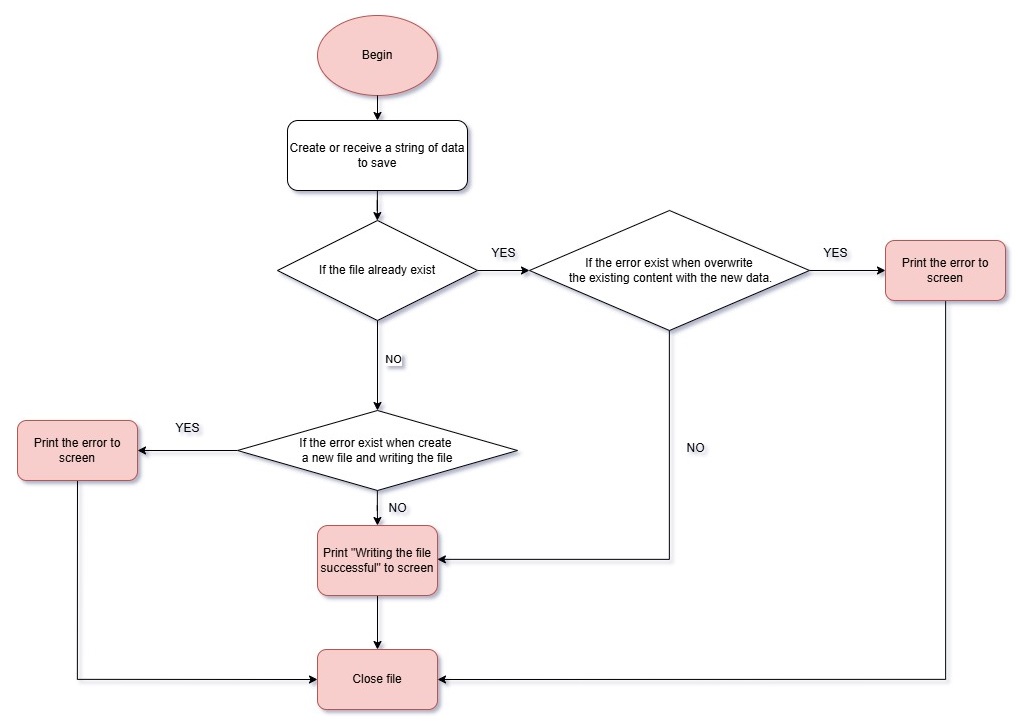 Begin
Create or receive a string of data
to save
If the file already exist
YES
If the error exist when overwrite
the existing content with the new data.
YES
Print the error to
screen
NO
Print the error to
screen
YES
If the error exist when create
a new file and writing the file
NO
NO
Print "Writing the file
successful" to screen
Close file